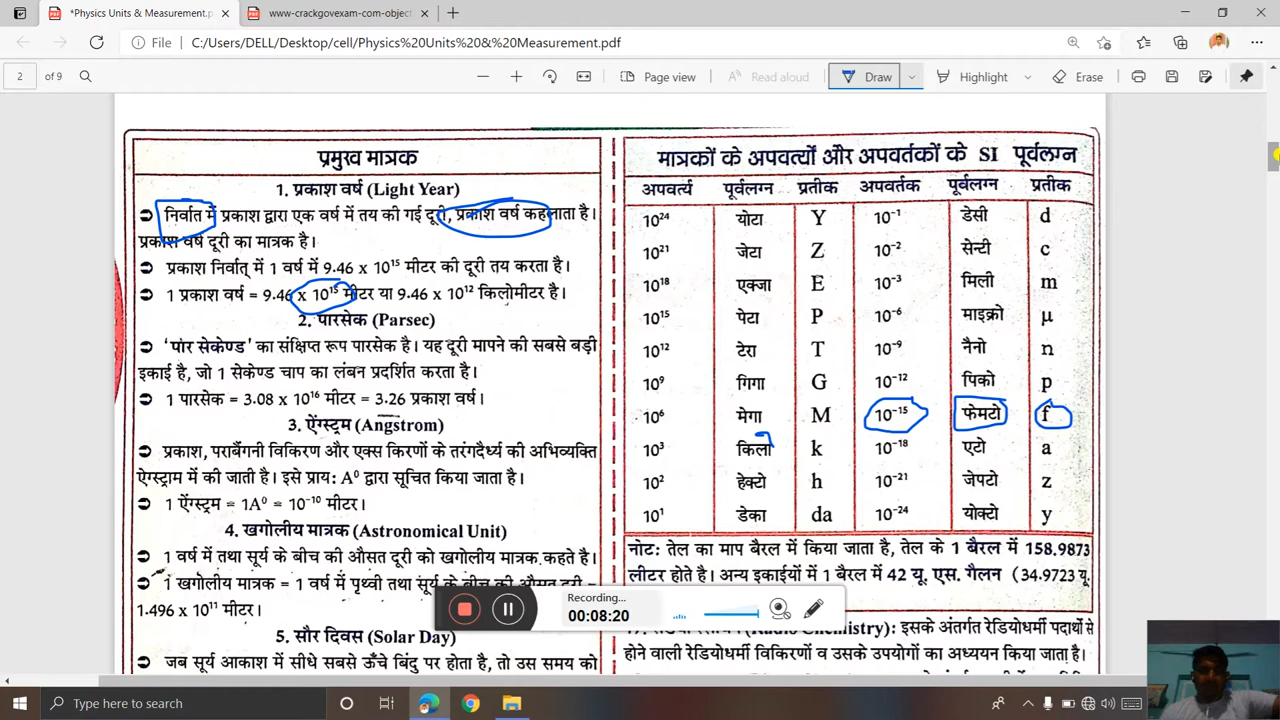 *Physics Units & Measurement.p
www-crackgovexam-com-object
File C:/Users/DELL/Desktop/cell/Physics%20Units%20&%20Measurement.pdf
2 of 9 Page view Read aloud Draw Highlight Erase
प्रमुख मात्रक
1. प्रकाश वर्ष (Light Year)
निर्वात में प्रकाश द्वारा एक वर्ष में तय की गई दूरी, प्रकाश वर्ष कहलाता है।
प्रकाश वर्ष दूरी का मात्रक है।
प्रकाश निर्वात् में 1 वर्ष में 9.46 x 10¹⁵ मीटर की दूरी तय करता है।
1 प्रकाश वर्ष = 9.46 x 10¹⁵ मीटर या 9.46 x 10¹² किलोमीटर है।
2. पारसेक (Parsec)
'पार सेकेण्ड' का संक्षिप्त रूप पारसेक है। यह दूरी मापने की सबसे बड़ी
इकाई है, जो 1 सेकेण्ड चाप का लंबन प्रदर्शित करता है।
1 पारसेक = 3.08 x 10¹⁶ मीटर = 3.26 प्रकाश वर्ष।
3. ऐंग्स्ट्रम (Angstrom)
प्रकाश, पराबैंगनी विकिरण और एक्स किरणों के तरंगदैर्ध्य की अभिव्यक्ति
ऐंग्स्ट्राम में की जाती है। इसे प्राय: A⁰ द्वारा सूचित किया जाता है।
1 ऐंग्स्ट्रम = 1A⁰ = 10⁻¹⁰ मीटर।
4. खगोलीय मात्रक (Astronomical Unit)
1 वर्ष में तथा सूर्य के बीच की औसत दूरी को खगोलीय मात्रक कहते है।
1 खगोलीय मात्रक = 1 वर्ष में पृथ्वी तथा सूर्य के बीच की औसत दूरी =
1.496 x 10¹¹ मीटर।
5. सौर दिवस (Solar Day)
जब सूर्य आकाश में सीधे सबसे ऊँचे बिंदु पर होता है, तो उस समय को
मात्रकों के अपवर्त्यों और अपवर्तकों के SI पूर्वलग्न
अपवर्त्य पूर्वलग्न प्रतीक अपवर्तक पूर्वलग्न प्रतीक
10²⁴ योटा Y 10⁻¹ डेसी d
10²¹ जेटा Z 10⁻² सेन्टी c
10¹⁸ एक्जा E 10⁻³ मिली m
10¹⁵ पेटा P 10⁻⁶ माइक्रो μ
10¹² टेरा T 10⁻⁹ नैनो n
10⁹ गिगा G 10⁻¹² पिको p
10⁶ मेगा M 10⁻¹⁵ फेमटो f
10³ किला k 10⁻¹⁸ एटो a
10² हेक्टो h 10⁻²¹ जेपटो z
10¹ डेका da 10⁻²⁴ योक्टो y
नोट: तेल का माप बैरल में किया जाता है, तेल के 1 बैरल में 158.9873
लीटर होते है। अन्य इकाईयों में 1 बैरल में 42 यू. एस. गैलन (34.9723 यू.
(Radio Chemistry): इसके अंतर्गत रेडियोधर्मी पदार्थो से
होने वाली रेडियोधर्मी विकिरणों व उसके उपयोगों का अध्ययन किया जाता है।
Recording...
00:08:20
Type here to search